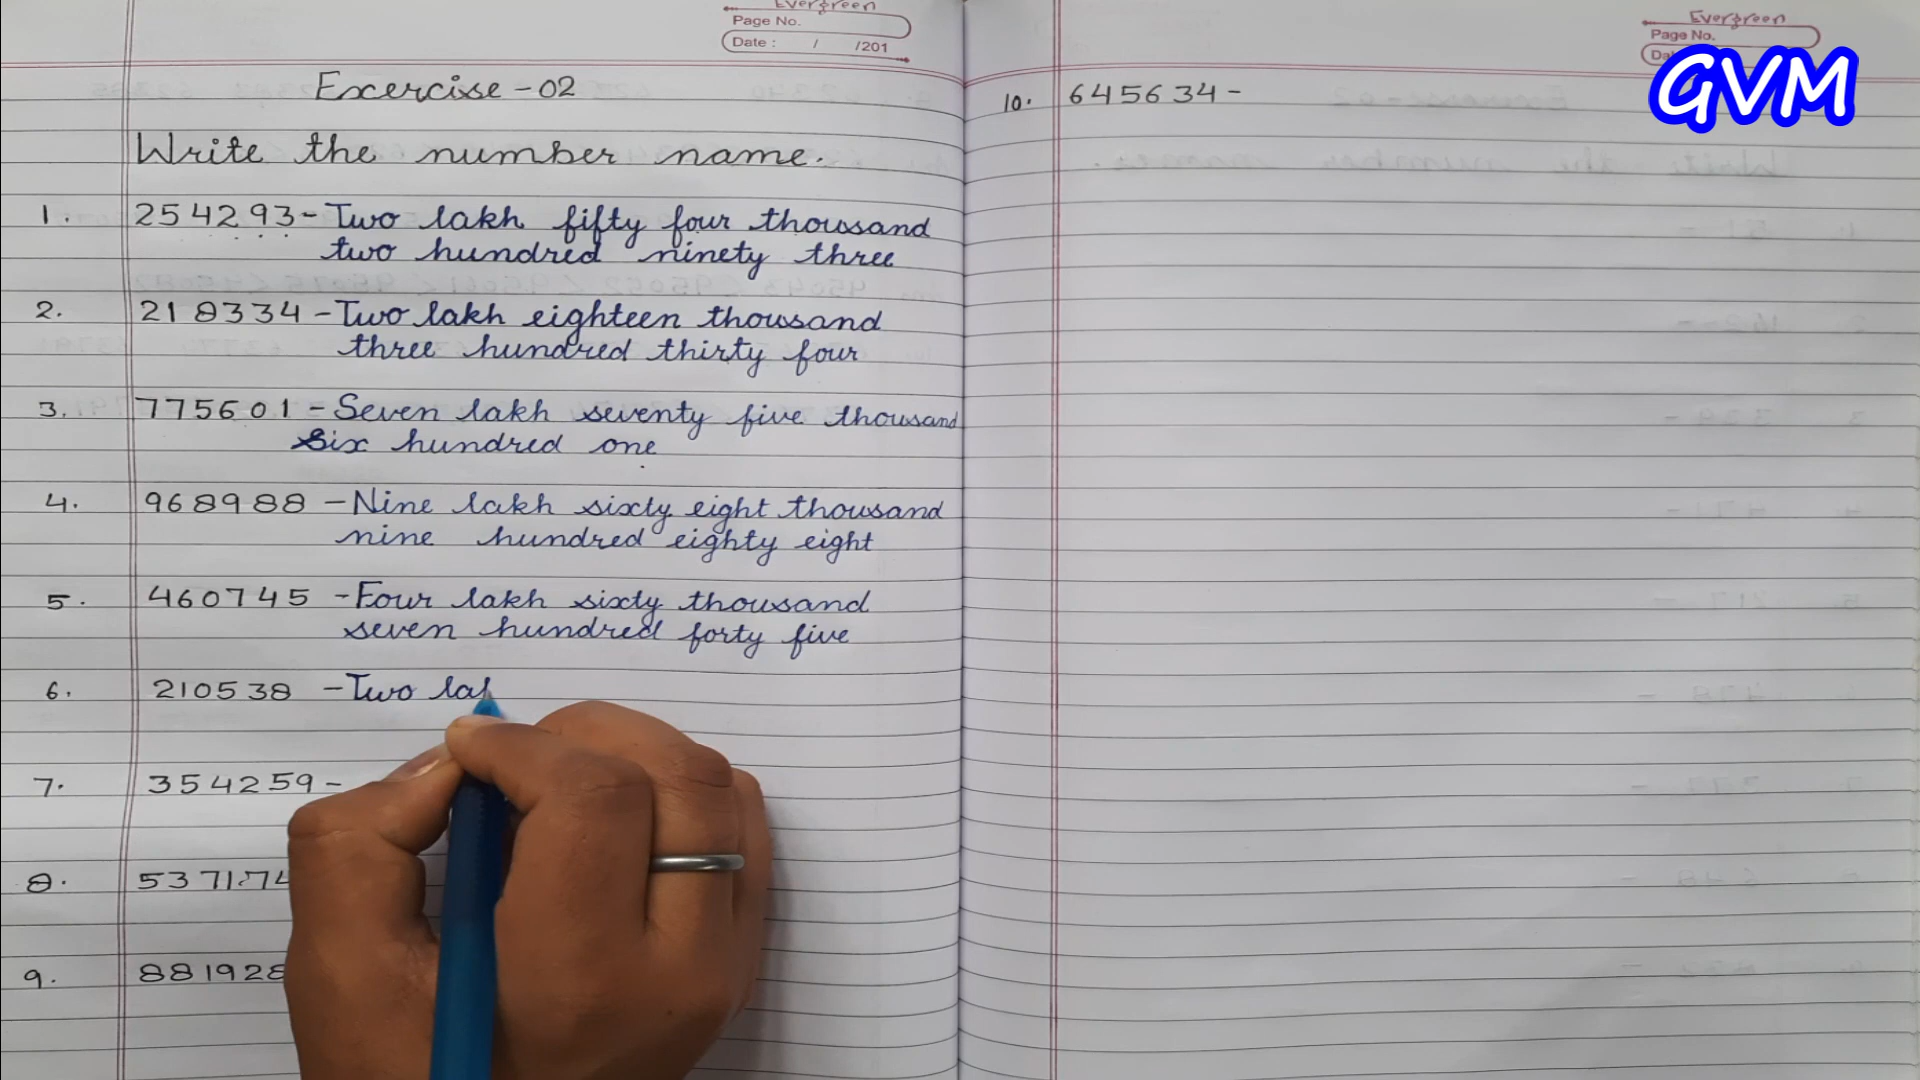 Evergreen
Page No.
Date : / /201
Excercise - 02
Write the number name.
1. 254293 - Two lakh fifty four thousand
two hundred ninety three
2. 218334 - Two lakh eighteen thousand
three hundred thirty four
3. 775601 - Seven lakh seventy five thousand
six hundred one
4. 968988 - Nine lakh sixty eight thousand
nine hundred eighty eight
5. 460745 - Four lakh sixty thousand
seven hundred forty five
6. 210538 - Two lak
7. 354259 -
8. 537174
9. 881928
Evergreen
Page No.
GVM
10. 645634 -